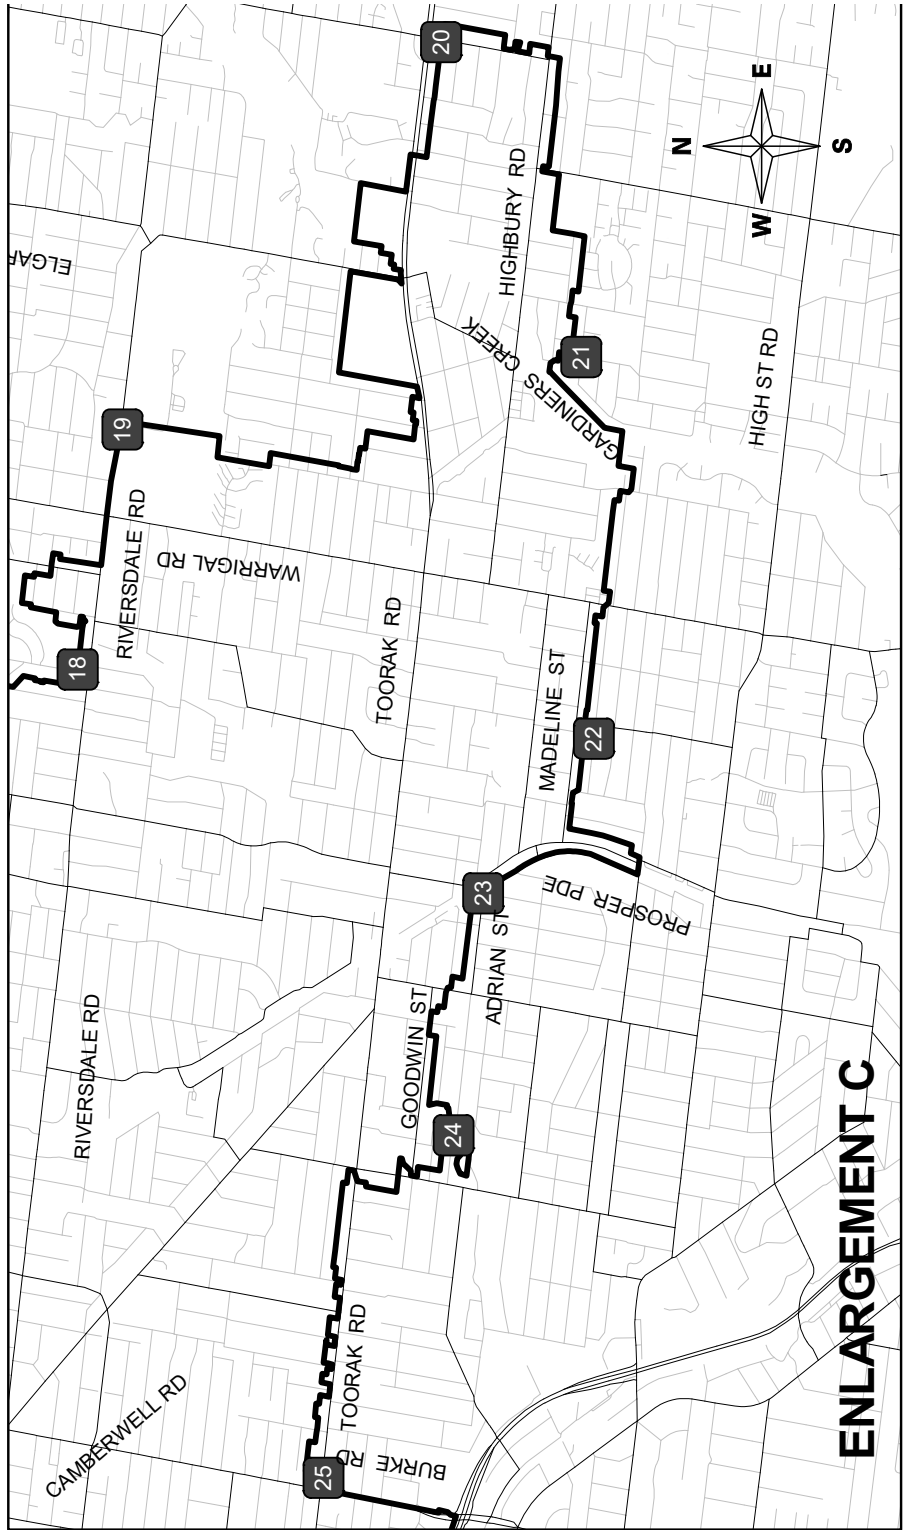 20
E
N
S
W
HIGHBURY RD
ELGAR
GARDINERS CREEK
21
HIGH ST RD
19
RIVERSDALE RD
WARRIGAL RD
18
TOORAK RD
MADELINE ST
22
23
PROSPER PDE
ADRIAN ST
GOODWIN ST
RIVERSDALE RD
24
ENLARGEMENT C
TOORAK RD
CAMBERWELL RD
BURKE RD
25